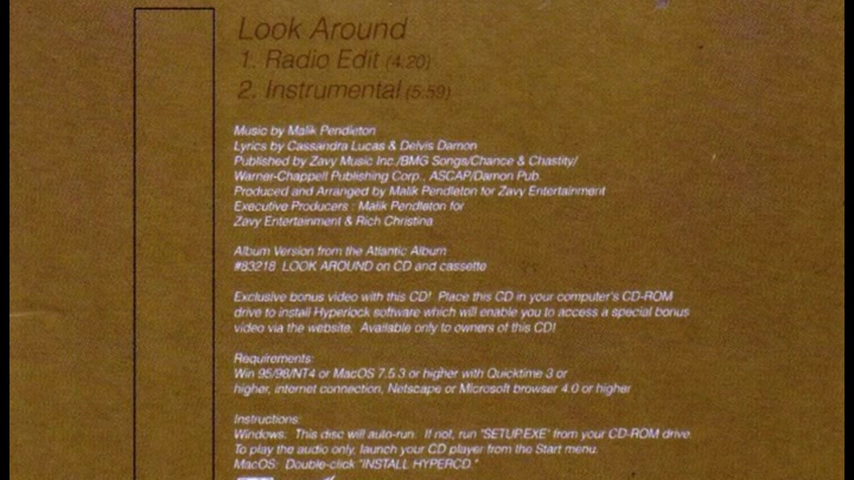 Look Around
1. Radio Edit (4:20)
2. Instrumental (5:59)
Music by Malik Pendleton
Lyrics by Cassandra Lucas & Delvis Damon
Published by Zavy Music Inc./BMG Songs/Chance & Chastity/
Warner-Chappell Publishing Corp., ASCAP/Damon Pub.
Produced and Arranged by Malik Pendleton for Zavy Entertainment
Executive Producers : Malik Pendleton for
Zavy Entertainment & Rich Christina
Album Version from the Atlantic Album
#83218 LOOK AROUND on CD and cassette
Exclusive bonus video with this CD! Place this CD in your computer's CD-ROM
drive to install Hyperlock software which will enable you to access a special bonus
video via the website. Available only to owners of this CD!
Requirements:
Win 95/98/NT4 or MacOS 7.5.3 or higher with Quicktime 3 or
higher, internet connection, Netscape or Microsoft browser 4.0 or higher
Instructions:
Windows: This disc will auto-run. If not, run "SETUP.EXE" from your CD-ROM drive.
To play the audio only, launch your CD player from the Start menu.
MacOS: Double-click "INSTALL HYPERCD."